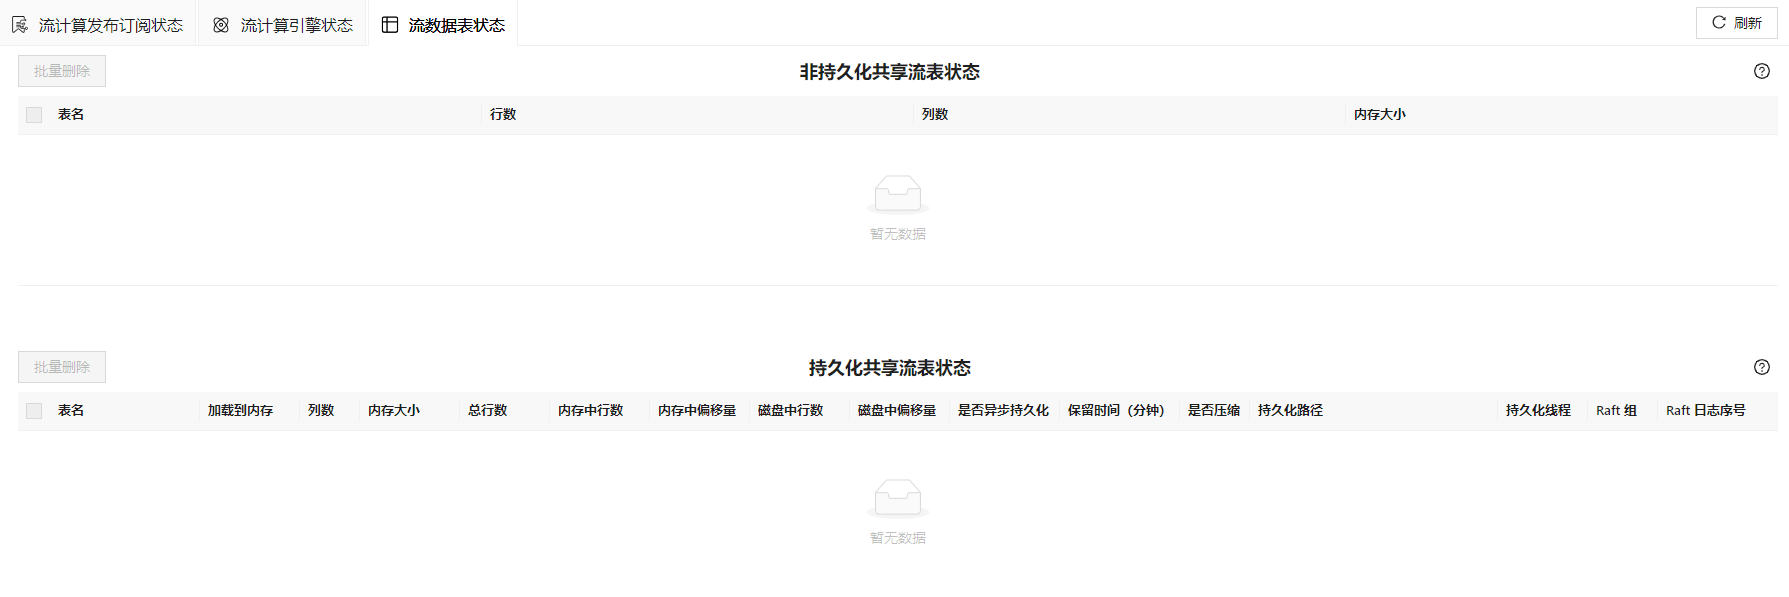 流计算发布订阅状态 流计算引擎状态 流数据表状态 刷新
批量删除 非持久化共享流表状态
表名 行数 列数 内存大小
暂无数据
批量删除 持久化共享流表状态
表名 加载到内存 列数 内存大小 总行数 内存中行数 内存中偏移量 磁盘中行数 磁盘中偏移量 是否异步持久化 保留时间（分钟） 是否压缩 持久化路径 持久化线程 Raft 组 Raft 日志序号
暂无数据